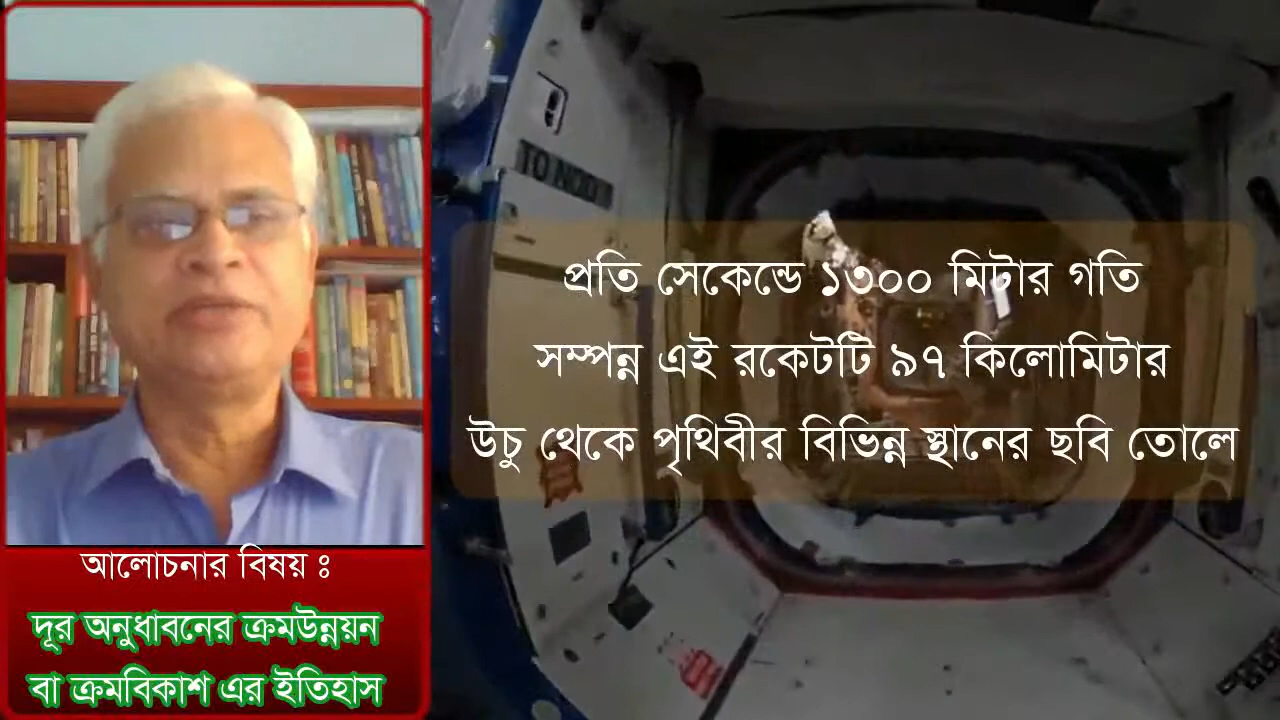 প্রতি সেকেন্ডে ১৩০০ মিটার গতি
সম্পন্ন এই রকেটটি ৯৭ কিলোমিটার
উচু থেকে পৃথিবীর বিভিন্ন স্থানের ছবি তোলে
আলোচনার বিষয় ঃ
দূর অনুধাবনের ক্রমউন্নয়ন
বা ক্রমবিকাশ এর ইতিহাস
TO NOD